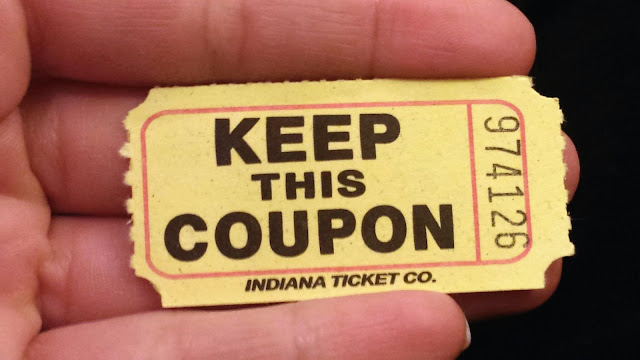 KEEP
THIS
COUPON
974126
INDIANA TICKET CO.